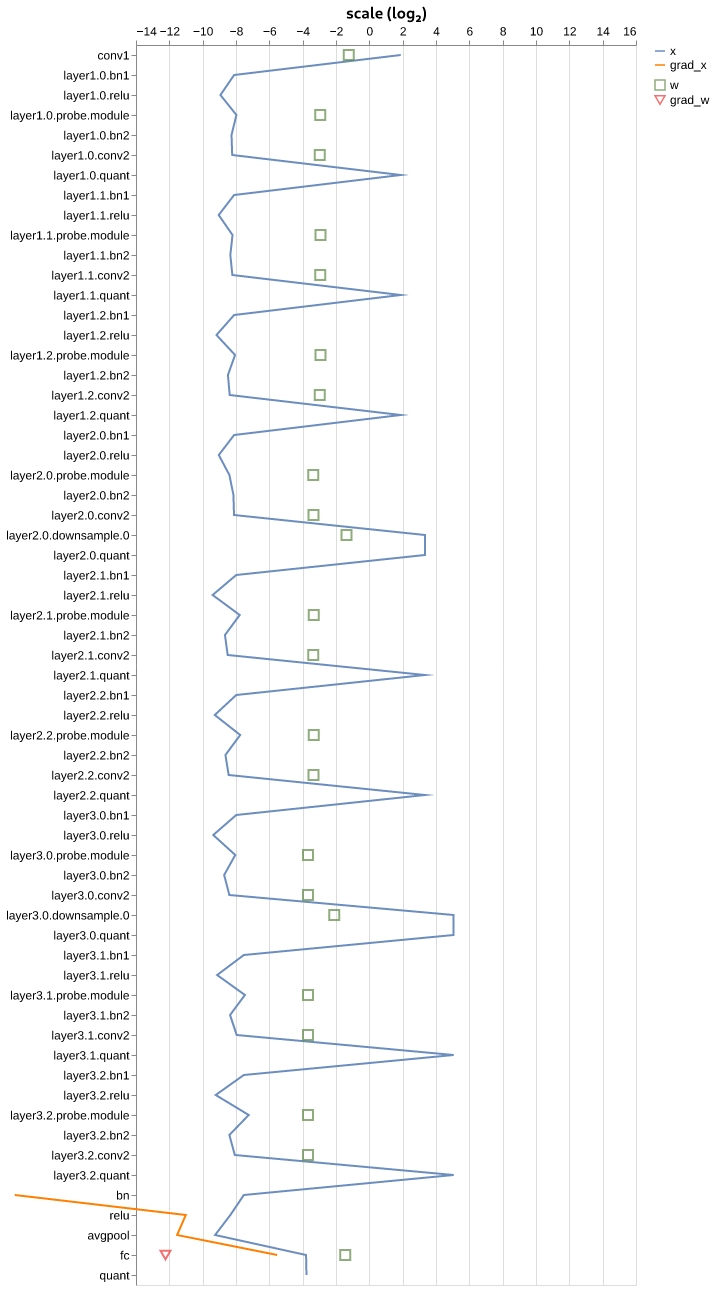 scale (log₂)
−14 −12 −10 −8 −6 −4 −2 0 2 4 6 8 10 12 14 16
x
grad_x
w
grad_w
conv1
layer1.0.bn1
layer1.0.relu
layer1.0.probe.module
layer1.0.bn2
layer1.0.conv2
layer1.0.quant
layer1.1.bn1
layer1.1.relu
layer1.1.probe.module
layer1.1.bn2
layer1.1.conv2
layer1.1.quant
layer1.2.bn1
layer1.2.relu
layer1.2.probe.module
layer1.2.bn2
layer1.2.conv2
layer1.2.quant
layer2.0.bn1
layer2.0.relu
layer2.0.probe.module
layer2.0.bn2
layer2.0.conv2
layer2.0.downsample.0
layer2.0.quant
layer2.1.bn1
layer2.1.relu
layer2.1.probe.module
layer2.1.bn2
layer2.1.conv2
layer2.1.quant
layer2.2.bn1
layer2.2.relu
layer2.2.probe.module
layer2.2.bn2
layer2.2.conv2
layer2.2.quant
layer3.0.bn1
layer3.0.relu
layer3.0.probe.module
layer3.0.bn2
layer3.0.conv2
layer3.0.downsample.0
layer3.0.quant
layer3.1.bn1
layer3.1.relu
layer3.1.probe.module
layer3.1.bn2
layer3.1.conv2
layer3.1.quant
layer3.2.bn1
layer3.2.relu
layer3.2.probe.module
layer3.2.bn2
layer3.2.conv2
layer3.2.quant
bn
relu
avgpool
fc
quant